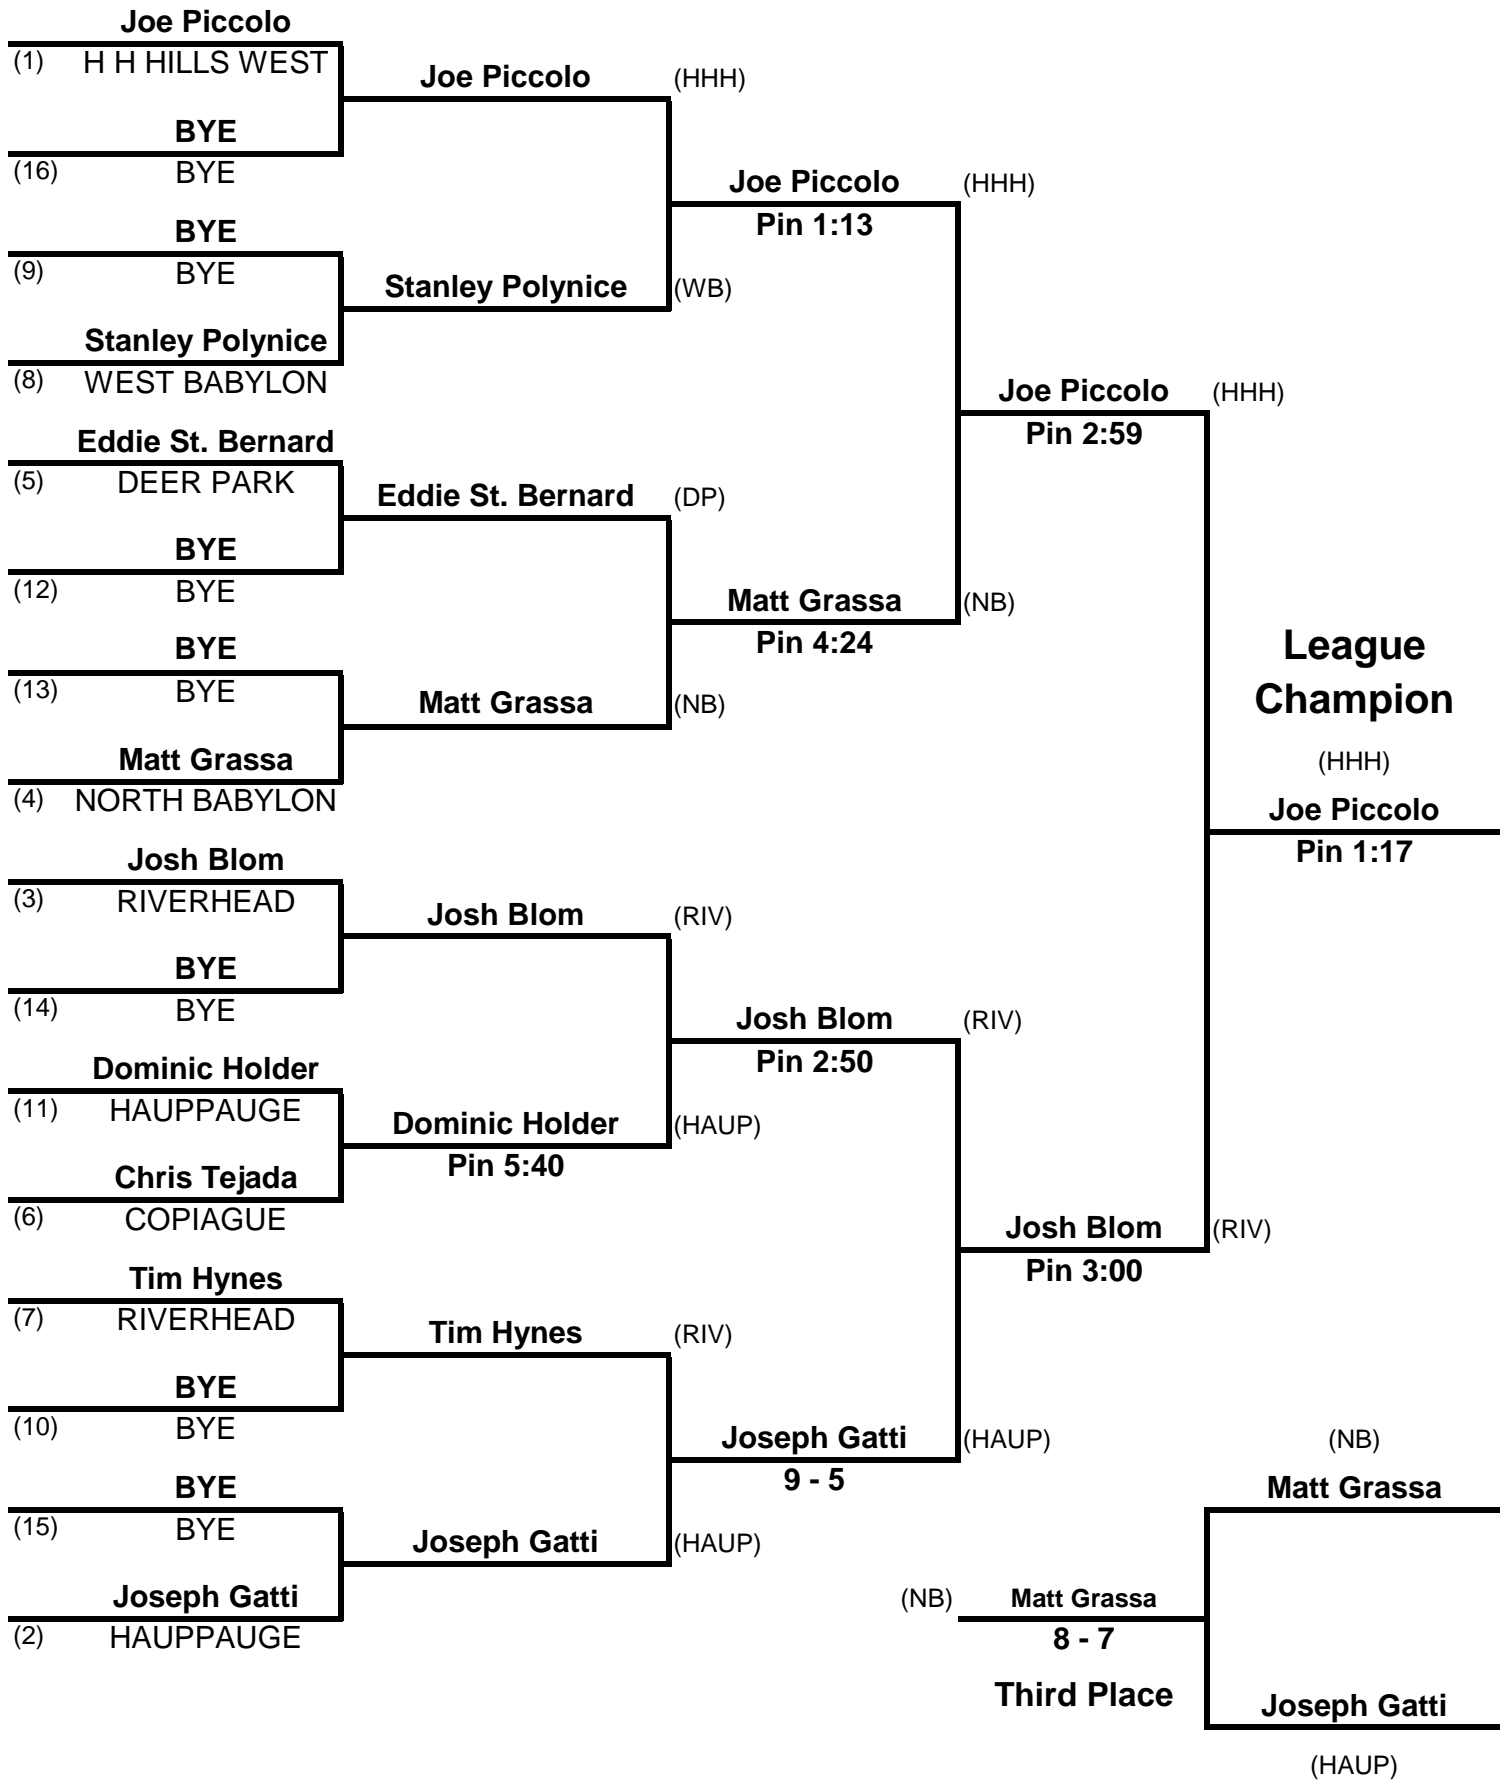 Joe Piccolo
(1) H H HILLS WEST
Joe Piccolo (HHH)
BYE
(16) BYE
Joe Piccolo (HHH)
Pin 1:13
BYE
(9) BYE
Stanley Polynice (WB)
Stanley Polynice
(8) WEST BABYLON
Joe Piccolo (HHH)
Pin 2:59
Eddie St. Bernard
(5) DEER PARK
Eddie St. Bernard (DP)
BYE
(12) BYE
Matt Grassa (NB)
Pin 4:24
BYE
(13) BYE
Matt Grassa (NB)
Matt Grassa
(4) NORTH BABYLON
League
Champion
(HHH)
Joe Piccolo
Pin 1:17
Josh Blom
(3) RIVERHEAD
Josh Blom (RIV)
BYE
(14) BYE
Josh Blom (RIV)
Pin 2:50
Dominic Holder
(11) HAUPPAUGE
Dominic Holder (HAUP)
Pin 5:40
Chris Tejada
(6) COPIAGUE
Josh Blom (RIV)
Pin 3:00
Tim Hynes
(7) RIVERHEAD
Tim Hynes (RIV)
BYE
(10) BYE
Joseph Gatti (HAUP)
9 - 5
BYE
(15) BYE
Joseph Gatti (HAUP)
Joseph Gatti
(2) HAUPPAUGE
(NB)
Matt Grassa
(NB) Matt Grassa
8 - 7
Third Place
Joseph Gatti
(HAUP)